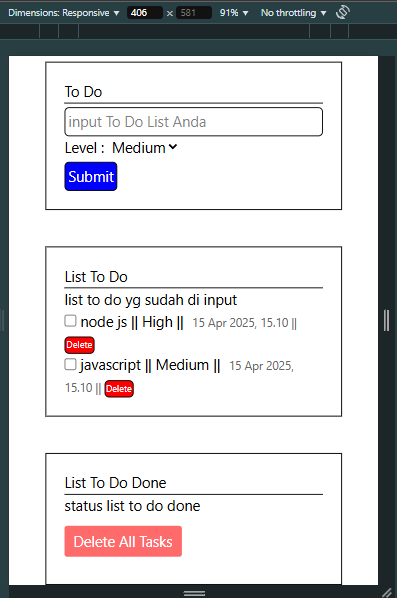 Dimensions: Responsive 406 × 581 91% No throttling
To Do
input To Do List Anda
Level : Medium
Submit
List To Do
list to do yg sudah di input
node js || High || 15 Apr 2025, 15.10 ||
Delete
javascript || Medium || 15 Apr 2025,
15.10 || Delete
List To Do Done
status list to do done
Delete All Tasks